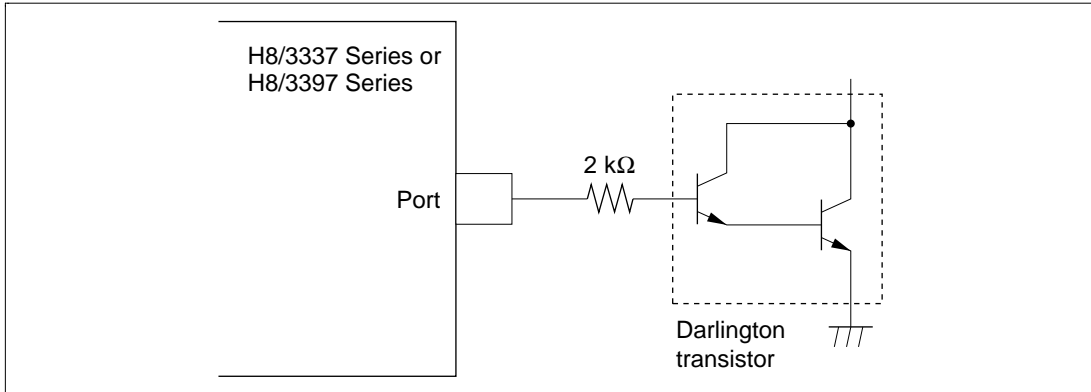 H8/3337 Series or
H8/3397 Series
2 kΩ
Port
Darlington
transistor